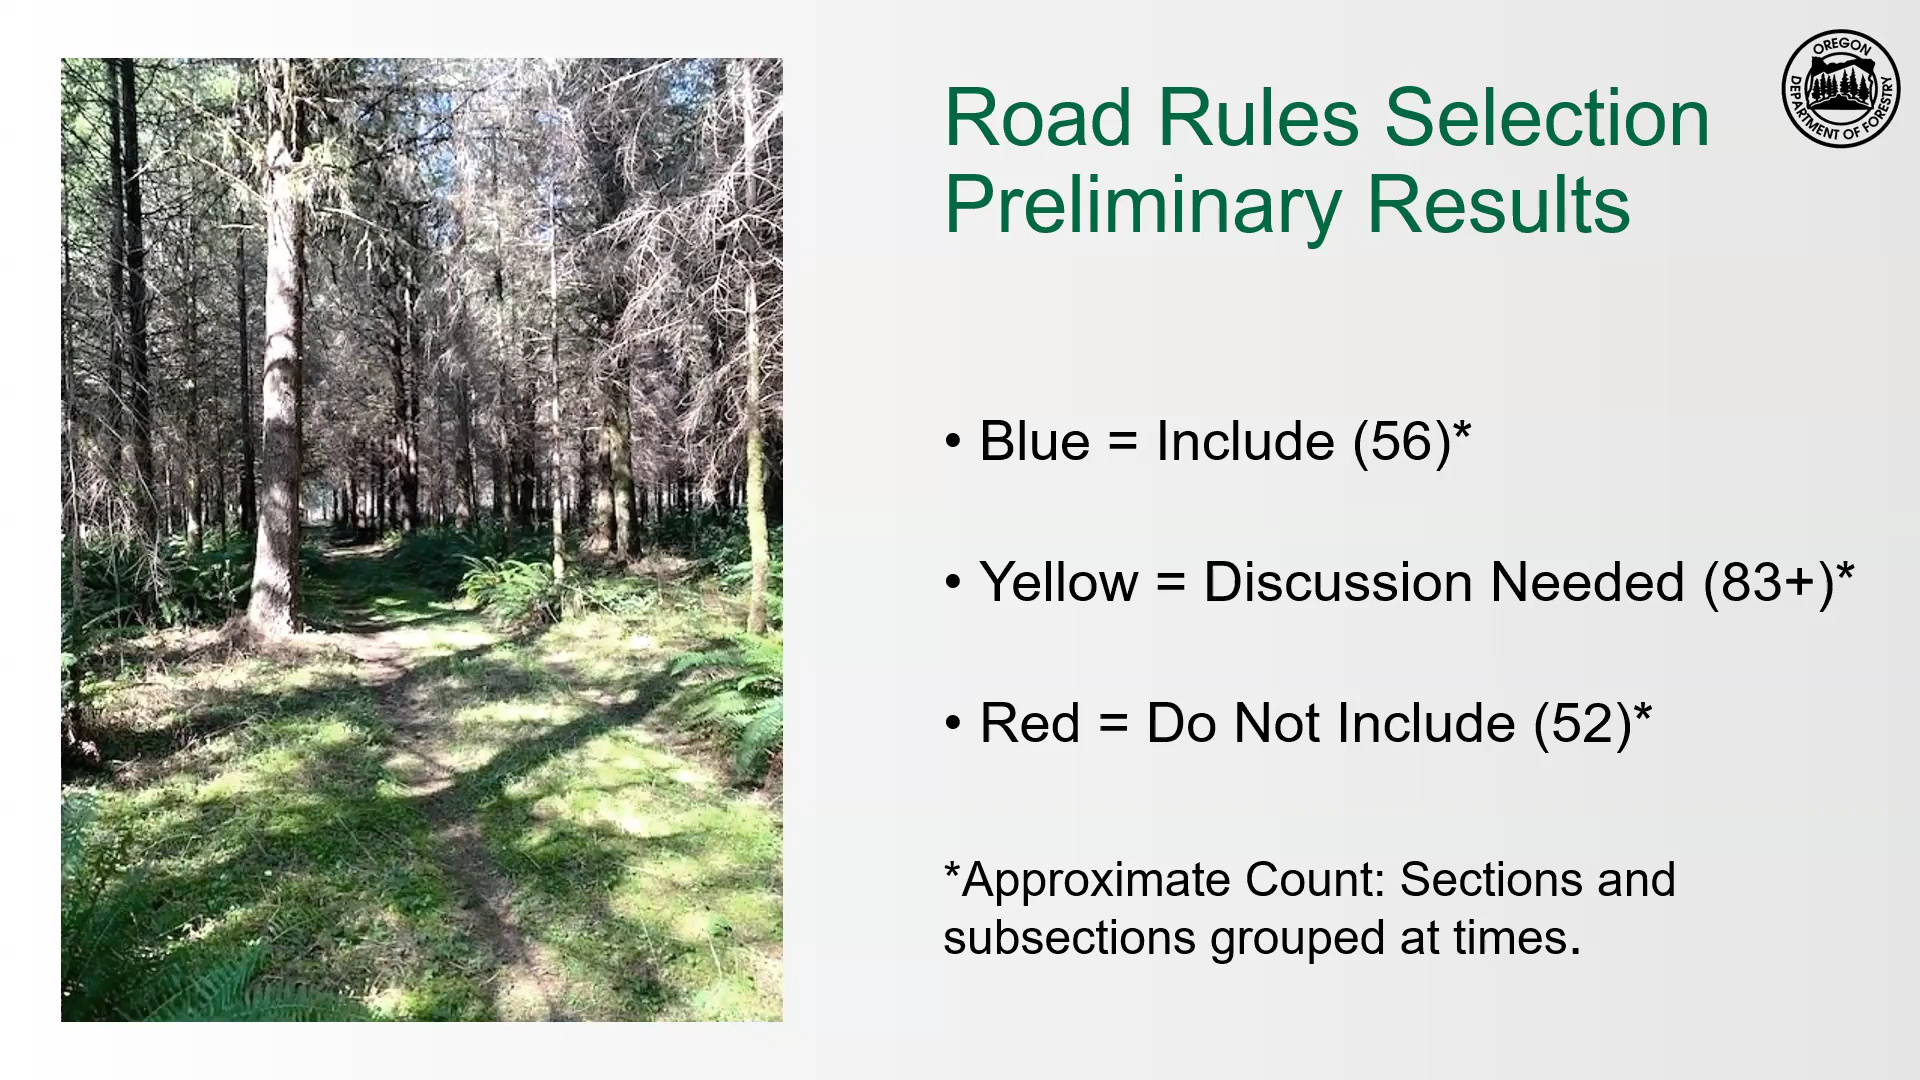 OREGON
DEPARTMENT OF FORESTRY
Road Rules Selection
Preliminary Results
• Blue = Include (56)*
• Yellow = Discussion Needed (83+)*
• Red = Do Not Include (52)*
*Approximate Count: Sections and
subsections grouped at times.